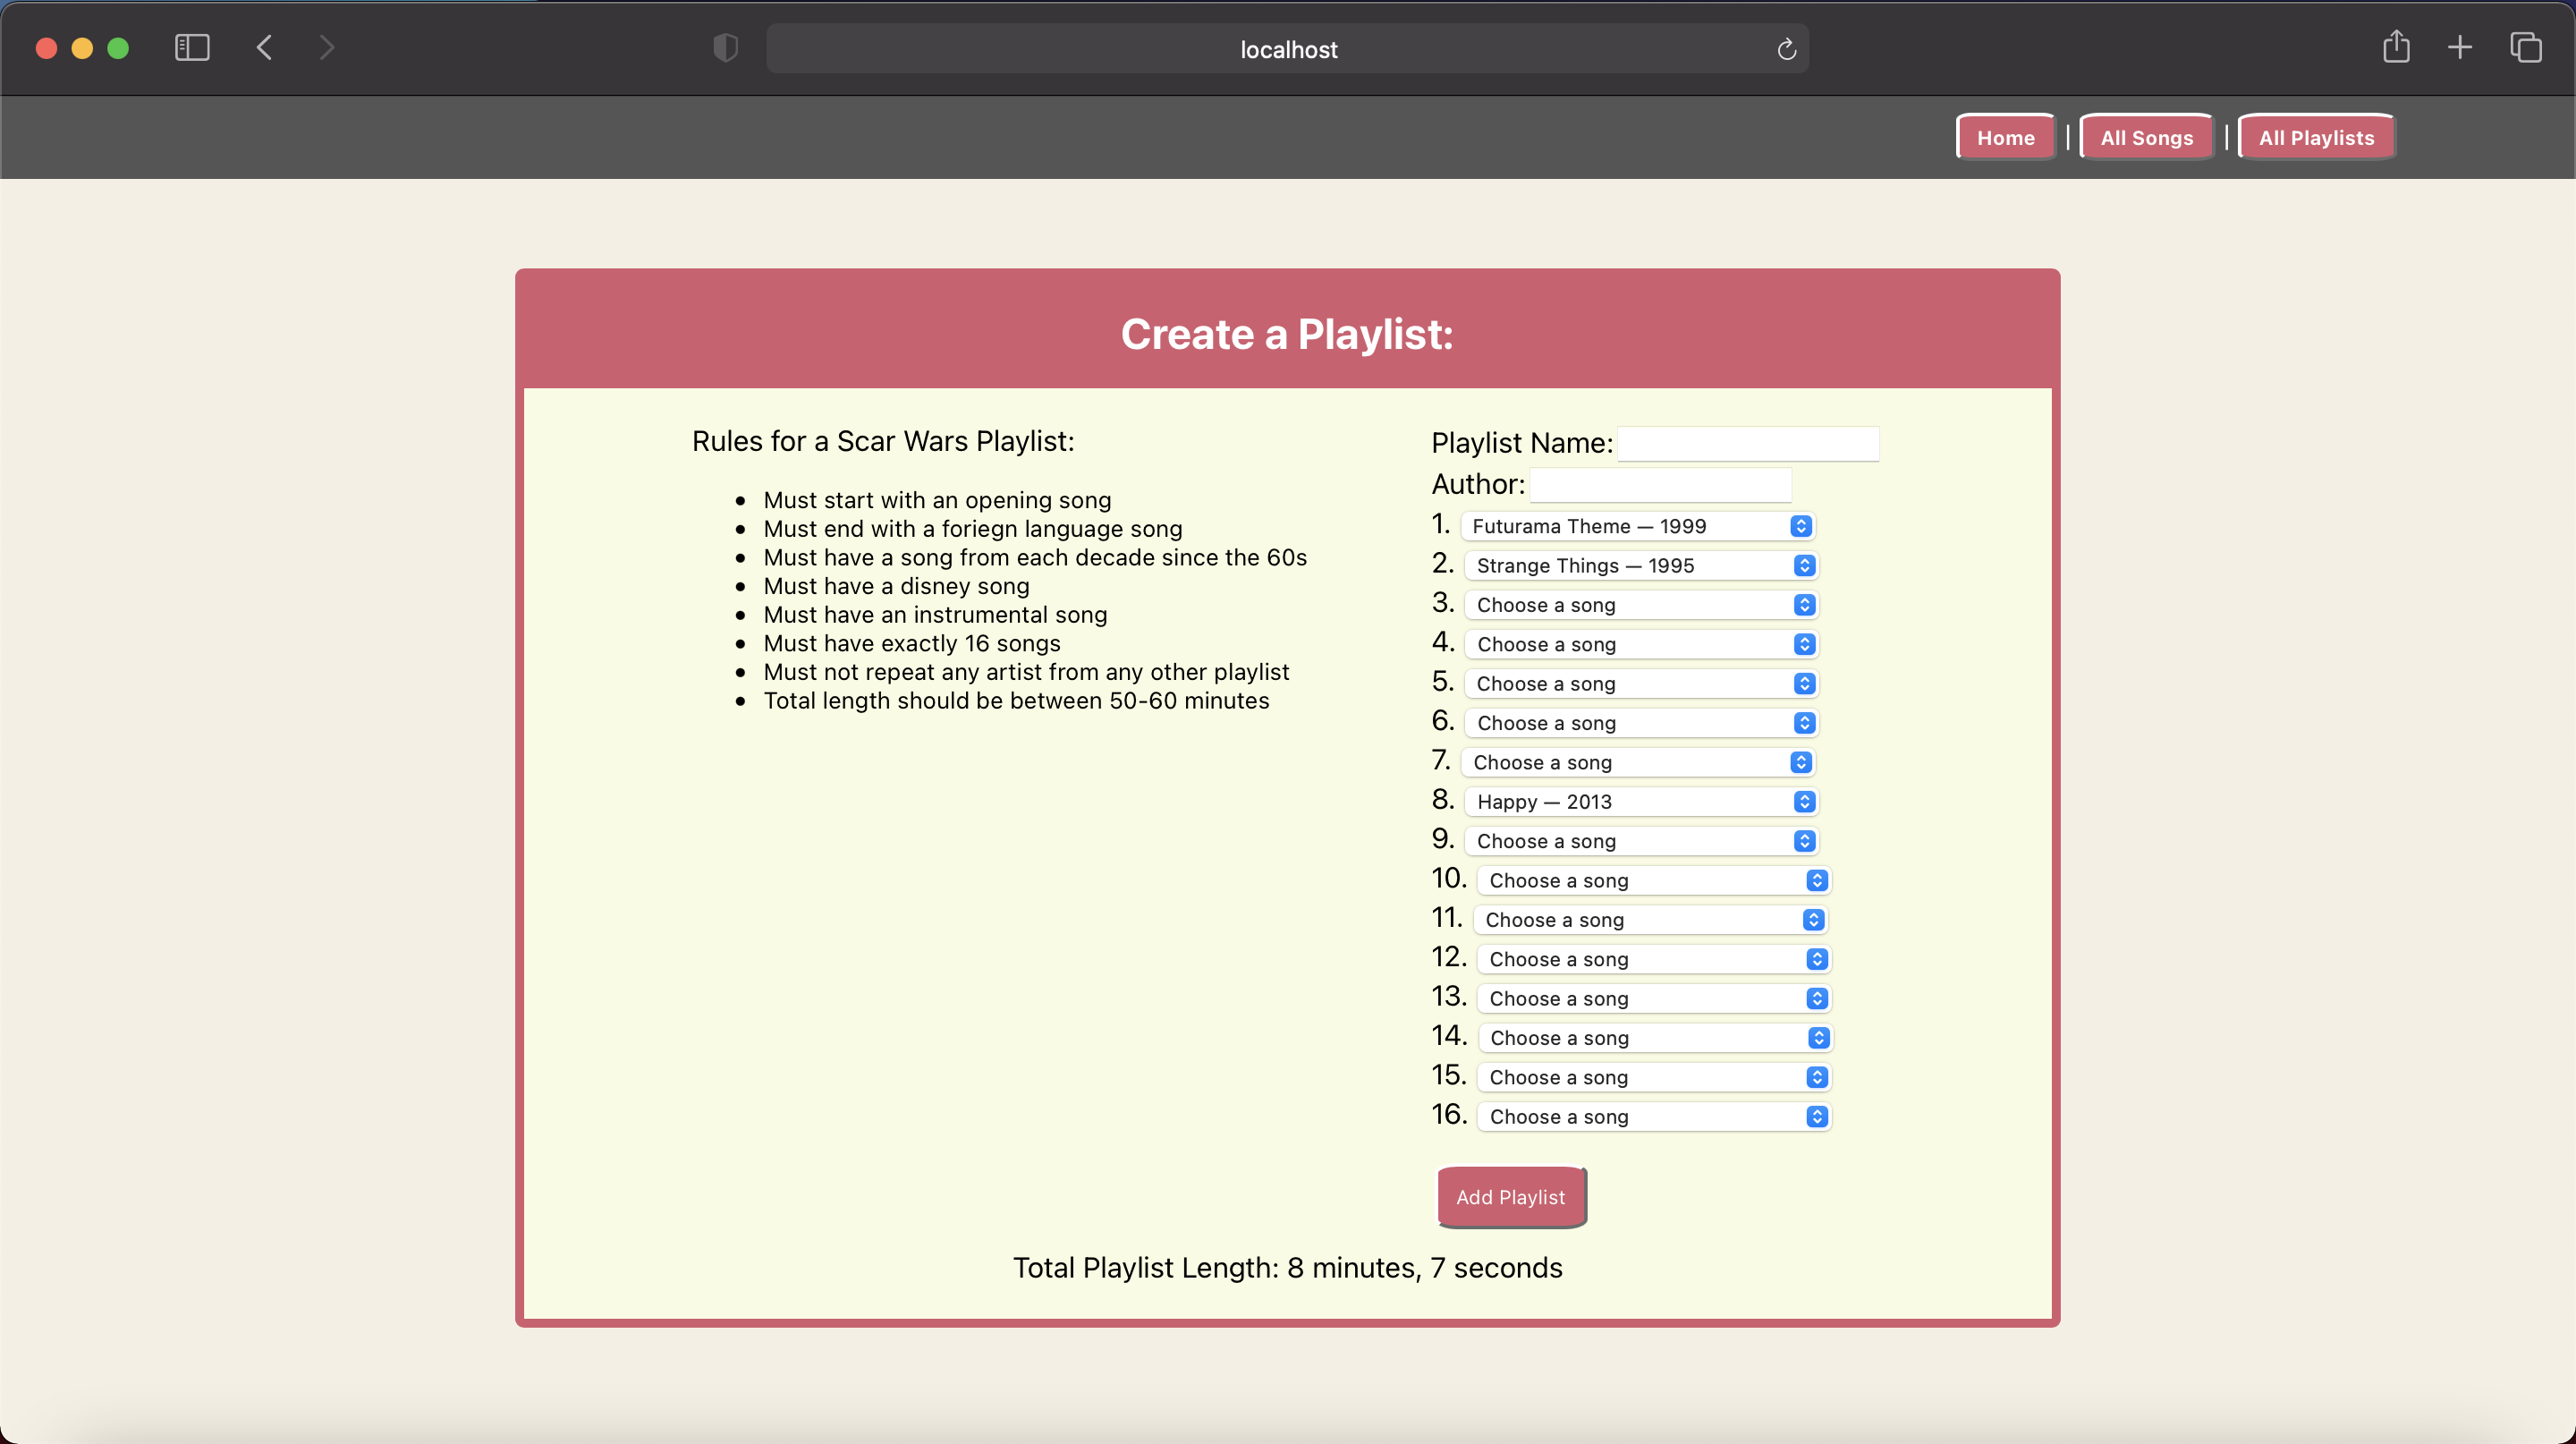 localhost
Home | All Songs | All Playlists
Create a Playlist:
Rules for a Scar Wars Playlist:
• Must start with an opening song
• Must end with a foriegn language song
• Must have a song from each decade since the 60s
• Must have a disney song
• Must have an instrumental song
• Must have exactly 16 songs
• Must not repeat any artist from any other playlist
• Total length should be between 50-60 minutes
Playlist Name:
Author:
1. Futurama Theme — 1999
2. Strange Things — 1995
3. Choose a song
4. Choose a song
5. Choose a song
6. Choose a song
7. Choose a song
8. Happy — 2013
9. Choose a song
10. Choose a song
11. Choose a song
12. Choose a song
13. Choose a song
14. Choose a song
15. Choose a song
16. Choose a song
Add Playlist
Total Playlist Length: 8 minutes, 7 seconds